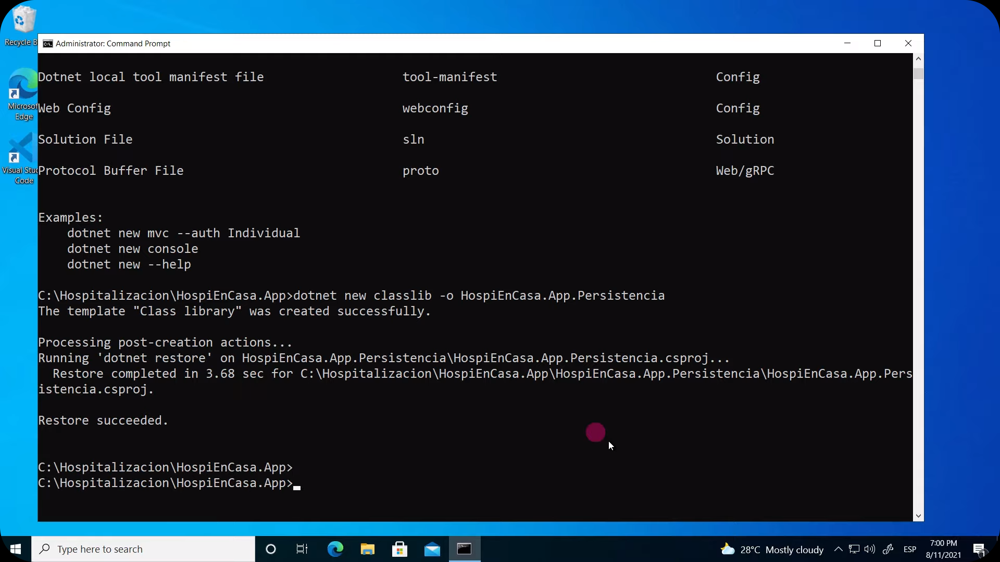 Recycle B
Microsof
Edge
Visual Stu
Code
Administrator: Command Prompt
Dotnet local tool manifest file tool-manifest Config
Web Config webconfig Config
Solution File sln Solution
Protocol Buffer File proto Web/gRPC
Examples:
dotnet new mvc --auth Individual
dotnet new console
dotnet new --help
C:\Hospitalizacion\HospiEnCasa.App>dotnet new classlib -o HospiEnCasa.App.Persistencia
The template "Class library" was created successfully.
Processing post-creation actions...
Running 'dotnet restore' on HospiEnCasa.App.Persistencia\HospiEnCasa.App.Persistencia.csproj...
Restore completed in 3.68 sec for C:\Hospitalizacion\HospiEnCasa.App\HospiEnCasa.App.Persistencia\HospiEnCasa.App.Pers
istencia.csproj.
Restore succeeded.
C:\Hospitalizacion\HospiEnCasa.App>
C:\Hospitalizacion\HospiEnCasa.App>
Type here to search
28°C Mostly cloudy
ESP
7:00 PM
8/11/2021
1